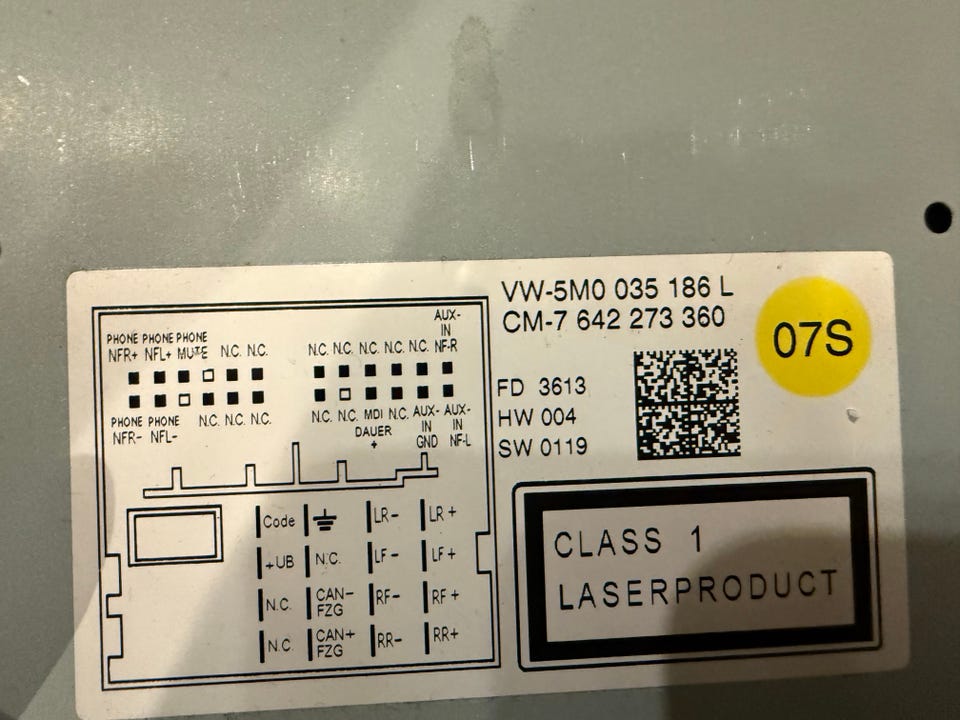 VW-5M0 035 186 L
CM-7 642 273 360
07S
FD 3613
HW 004
SW 0119
PHONE PHONE PHONE
NFR+ NFL+ MUTE N.C. N.C.
PHONE PHONE N.C. N.C. N.C.
NFR- NFL-
AUX-
IN
N.C. N.C. N.C. N.C. N.C. NF-R
N.C. N.C. MDI N.C. AUX- AUX-
DAUER IN IN
+ GND NF-L
Code LR- LR+
+UB N.C. LF- LF+
N.C. CAN- RF- RF+
FZG
N.C. CAN+ RR- RR+
FZG
CLASS 1
LASERPRODUCT